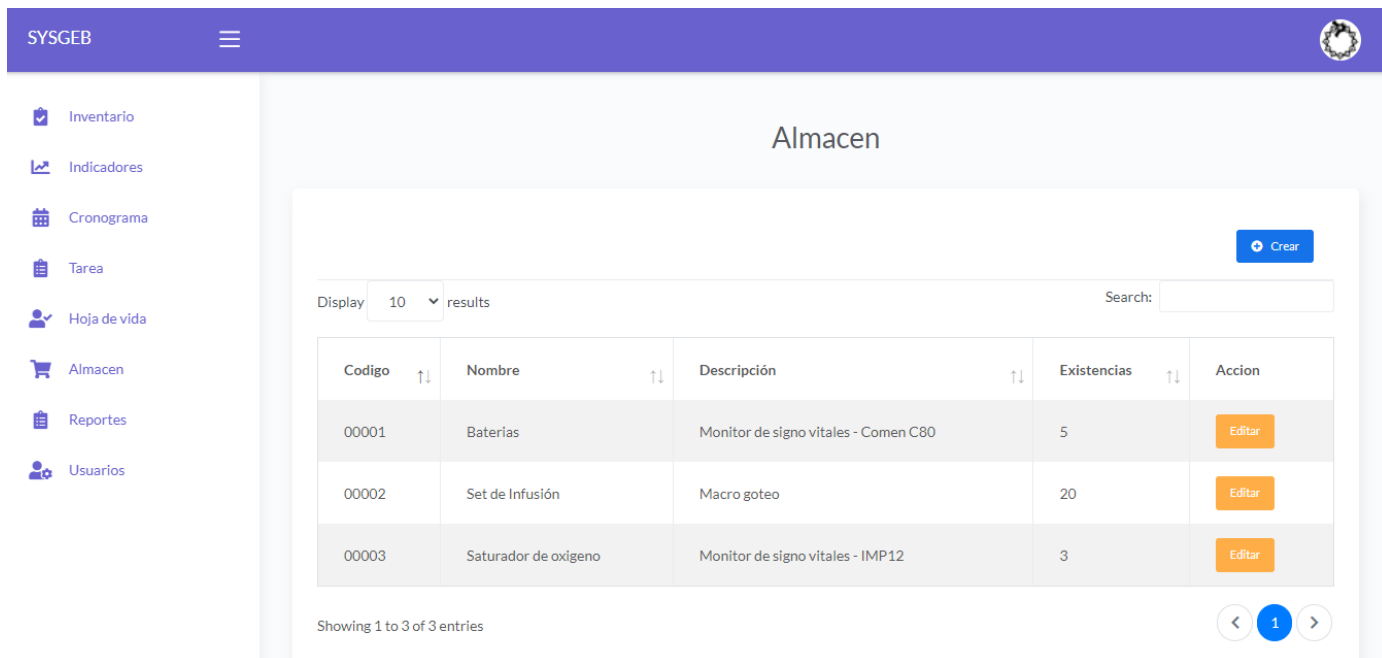 SYSGEB
Inventario
Indicadores
Cronograma
Tarea
Hoja de vida
Almacen
Reportes
Usuarios
Almacen
Crear
Display 10 results
Search:
Codigo Nombre Descripción Existencias Accion
00001 Baterias Monitor de signo vitales - Comen C80 5 Editar
00002 Set de Infusión Macro goteo 20 Editar
00003 Saturador de oxigeno Monitor de signo vitales - IMP12 3 Editar
Showing 1 to 3 of 3 entries
1